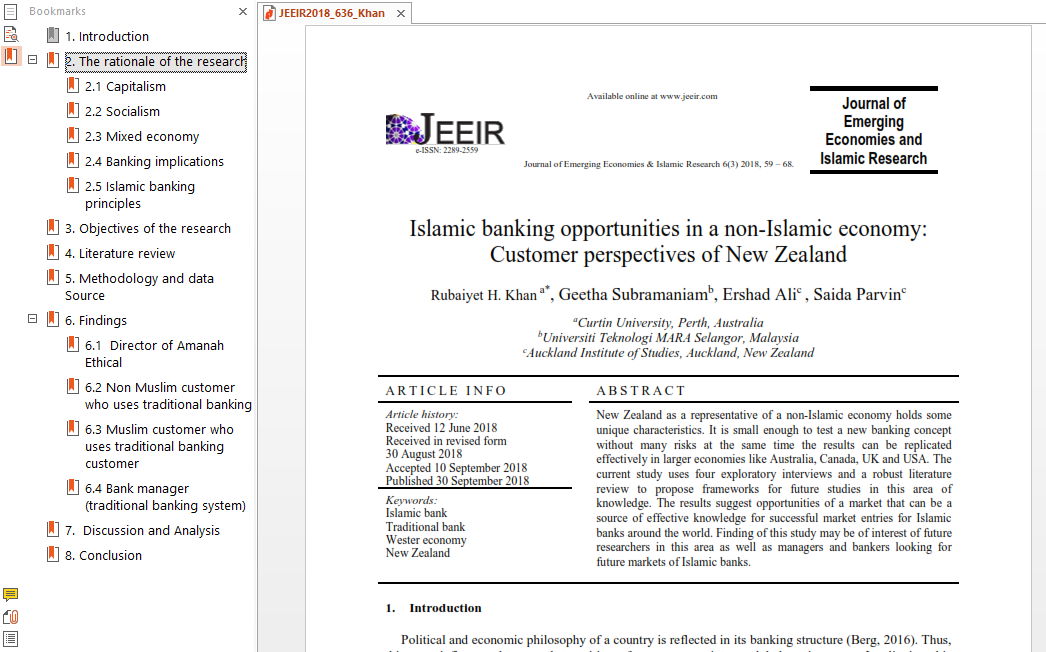 Bookmarks
1. Introduction
2. The rationale of the research
2.1 Capitalism
2.2 Socialism
2.3 Mixed economy
2.4 Banking implications
2.5 Islamic banking
principles
3. Objectives of the research
4. Literature review
5. Methodology and data
Source
6. Findings
6.1 Director of Amanah
Ethical
6.2 Non Muslim customer
who uses traditional banking
6.3 Muslim customer who
uses traditional banking
customer
6.4 Bank manager
(traditional banking system)
7. Discussion and Analysis
8. Conclusion
JEEIR2018_636_Khan
Available online at www.jeeir.com
JEEIR
e-ISSN: 2289-2559
Journal of Emerging Economies & Islamic Research 6(3) 2018, 59 – 68.
Journal of
Emerging
Economies and
Islamic Research
Islamic banking opportunities in a non-Islamic economy:
Customer perspectives of New Zealand
Rubaiyet H. Khan a*, Geetha Subramaniamb, Ershad Alic , Saida Parvinc
aCurtin University, Perth, Australia
bUniversiti Teknologi MARA Selangor, Malaysia
cAuckland Institute of Studies, Auckland, New Zealand
ARTICLE INFO
Article history:
Received 12 June 2018
Received in revised form
30 August 2018
Accepted 10 September 2018
Published 30 September 2018
Keywords:
Islamic bank
Traditional bank
Wester economy
New Zealand
ABSTRACT
New Zealand as a representative of a non-Islamic economy holds some
unique characteristics. It is small enough to test a new banking concept
without many risks at the same time the results can be replicated
effectively in larger economies like Australia, Canada, UK and USA. The
current study uses four exploratory interviews and a robust literature
review to propose frameworks for future studies in this area of
knowledge. The results suggest opportunities of a market that can be a
source of effective knowledge for successful market entries for Islamic
banks around the world. Finding of this study may be of interest of future
researchers in this area as well as managers and bankers looking for
future markets of Islamic banks.
1. Introduction
Political and economic philosophy of a country is reflected in its banking structure (Berg, 2016). Thus,